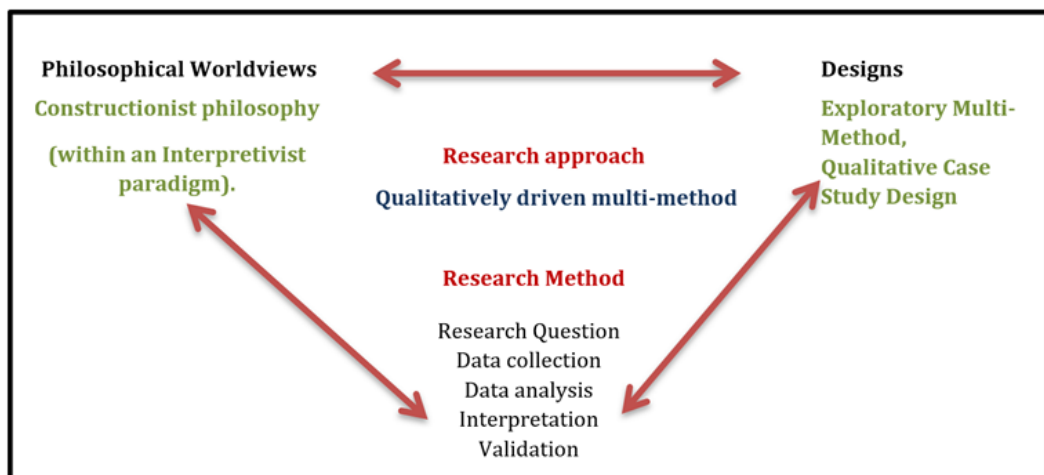 Philosophical Worldviews
Constructionist philosophy
(within an Interpretivist
paradigm).
Designs
Exploratory Multi-
Method,
Qualitative Case
Study Design
Research approach
Qualitatively driven multi-method
Research Method
Research Question
Data collection
Data analysis
Interpretation
Validation